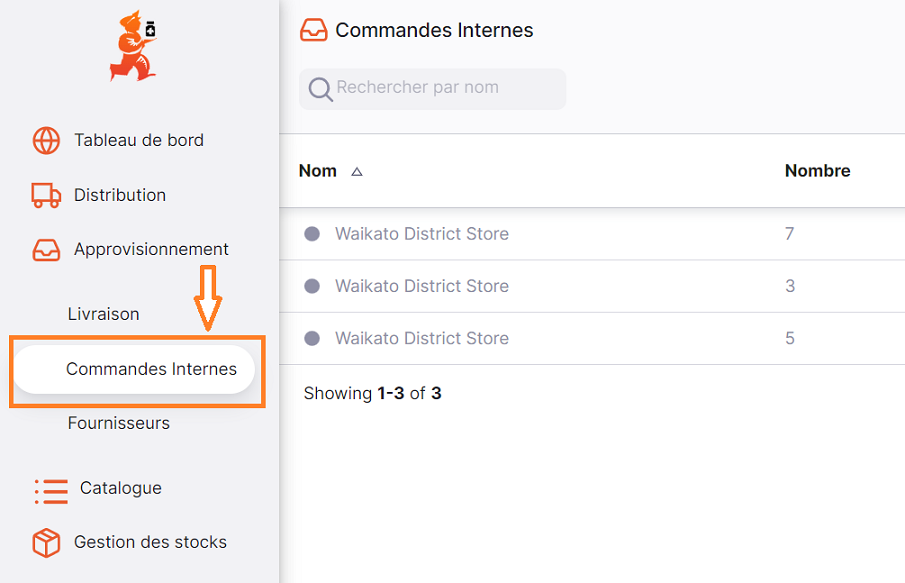 Commandes Internes
Rechercher par nom
Tableau de bord
Distribution
Approvisionnement
Livraison
Commandes Internes
Fournisseurs
Catalogue
Gestion des stocks
Nom Nombre
Waikato District Store 7
Waikato District Store 3
Waikato District Store 5
Showing 1-3 of 3